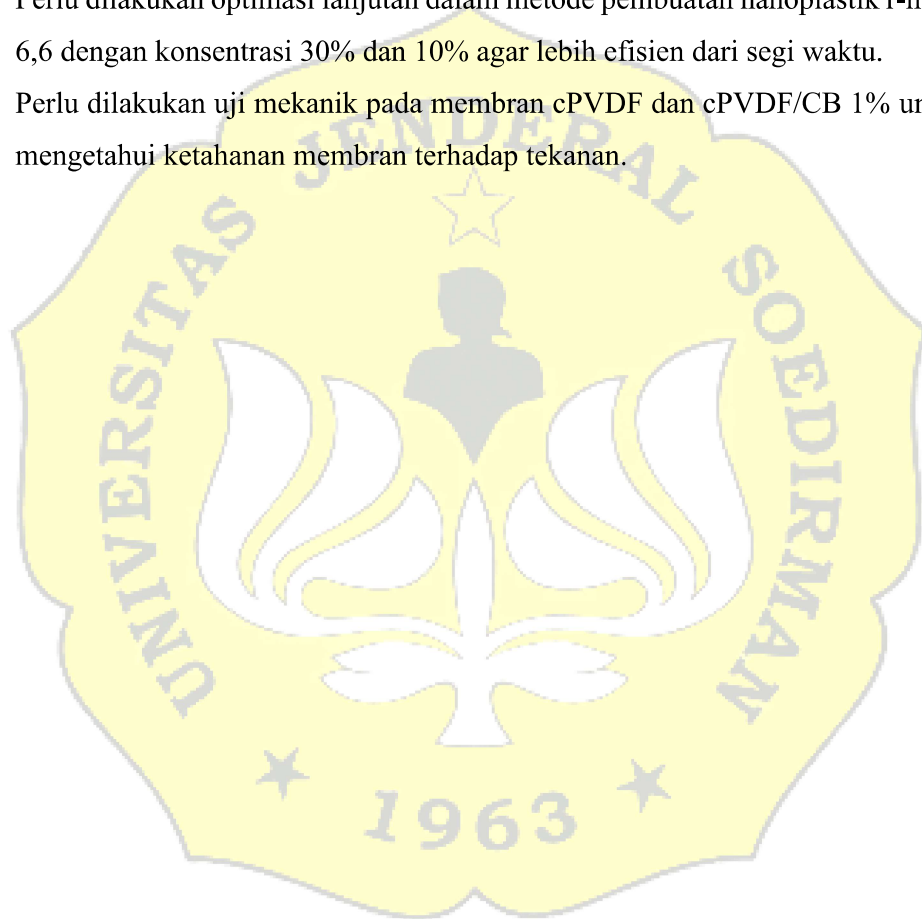 Perlu dilakukan optimasi lanjutan dalam metode pembuatan nanoplastik
6,6 dengan konsentrasi 30% dan 10% agar lebih efisien dari segi waktu.
Perlu dilakukan uji mekanik pada membran cPVDF dan cPVDF/CB 1%
mengetahui ketahanan membran terhadap tekanan.
UNIVERSITAS JENDERAL SOEDIRMAN
1963